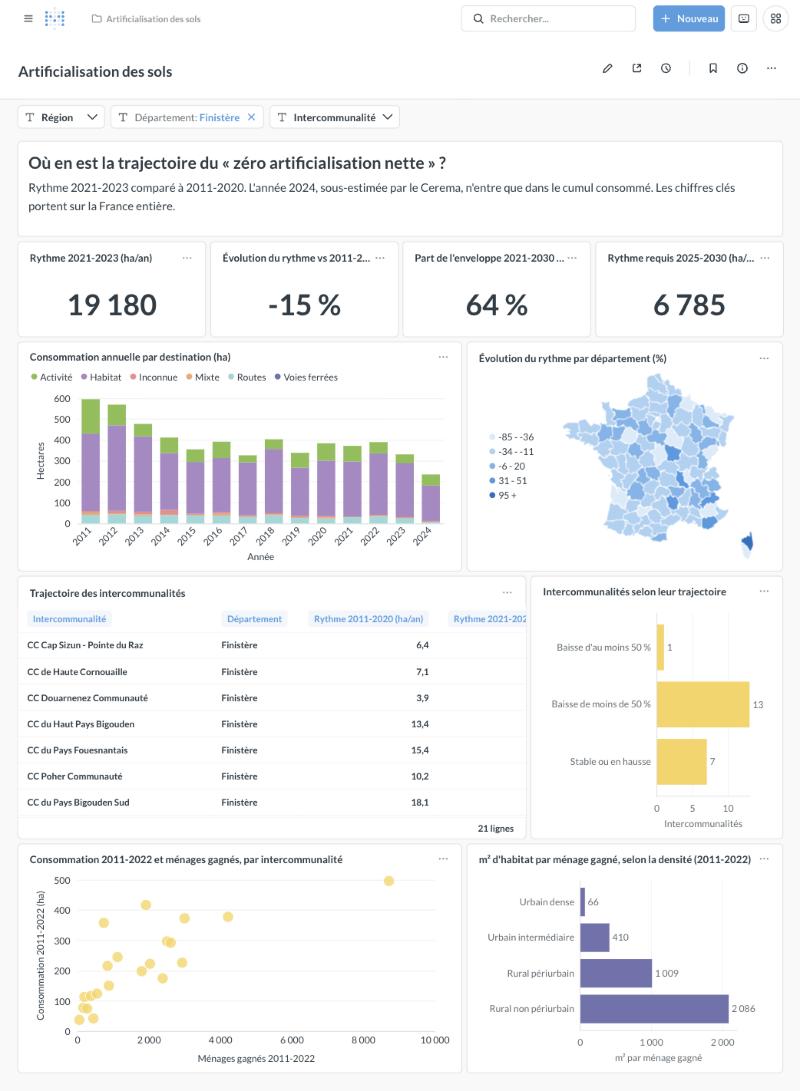 Artificialisation des sols
Rechercher...
+ Nouveau
Artificialisation des sols
Région
Département: Finistère
Intercommunalité
Où en est la trajectoire du « zéro artificialisation nette » ?
Rythme 2021-2023 comparé à 2011-2020. L'année 2024, sous-estimée par le Cerema, n'entre que dans le cumul consommé. Les chiffres clés
portent sur la France entière.
Rythme 2021-2023 (ha/an)
19 180
Évolution du rythme vs 2011-2...
-15 %
Part de l'enveloppe 2021-2030 ...
64 %
Rythme requis 2025-2030 (ha/...
6 785
Consommation annuelle par destination (ha)
Activité Habitat Inconnue Mixte Routes Voies ferrées
600
500
400
300
200
100
0
Hectares
2011 2012 2013 2014 2015 2016 2017 2018 2019 2020 2021 2022 2023 2024
Année
Évolution du rythme par département (%)
-85 - -36
-34 - -11
-6 - 20
31 - 51
95 +
Trajectoire des intercommunalités
Intercommunalité Département Rythme 2011-2020 (ha/an) Rythme 2021-202
CC Cap Sizun - Pointe du Raz Finistère 6,4
CC de Haute Cornouaille Finistère 7,1
CC Douarnenez Communauté Finistère 3,9
CC du Haut Pays Bigouden Finistère 13,4
CC du Pays Fouesnantais Finistère 15,4
CC Poher Communauté Finistère 10,2
CC du Pays Bigouden Sud Finistère 18,1
21 lignes
Intercommunalités selon leur trajectoire
Baisse d'au moins 50 % 1
Baisse de moins de 50 % 13
Stable ou en hausse 7
0 5 10
Intercommunalités
Consommation 2011-2022 et ménages gagnés, par intercommunalité
500
400
300
200
100
0
Consommation 2011-2022 (ha)
0 2 000 4 000 6 000 8 000 10 000
Ménages gagnés 2011-2022
m² d'habitat par ménage gagné, selon la densité (2011-2022)
Urbain dense 66
Urbain intermédiaire 410
Rural périurbain 1 009
Rural non périurbain 2 086
0 1 000 2 000
m² par ménage gagné